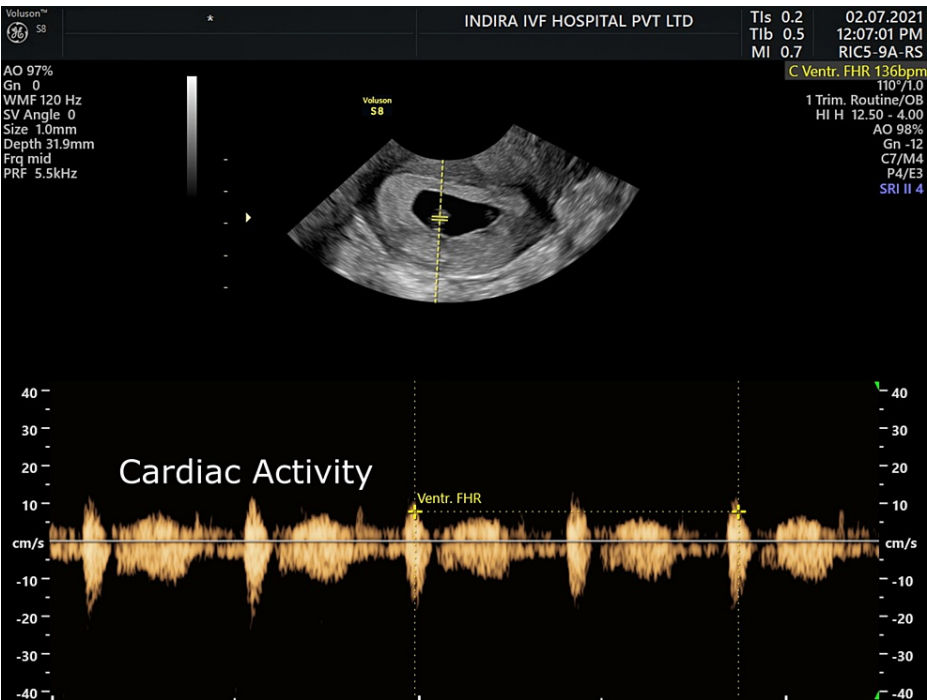 Voluson™
S8
*
INDIRA IVF HOSPITAL PVT LTD
TIs 0.2
TIb 0.5
MI 0.7
02.07.2021
12:07:01 PM
RIC5-9A-RS
AO 97%
Gn 0
WMF 120 Hz
SV Angle 0
Size 1.0mm
Depth 31.9mm
Frq mid
PRF 5.5kHz
Voluson
S8
C Ventr. FHR 136bpm
110°/1.0
1 Trim. Routine/OB
HI H 12.50 - 4.00
AO 98%
Gn -12
C7/M4
P4/E3
SRI II 4
40
30
20
10
cm/s
-10
-20
-30
-40
Cardiac Activity
Ventr. FHR
40
30
20
10
cm/s
-10
-20
-30
-40